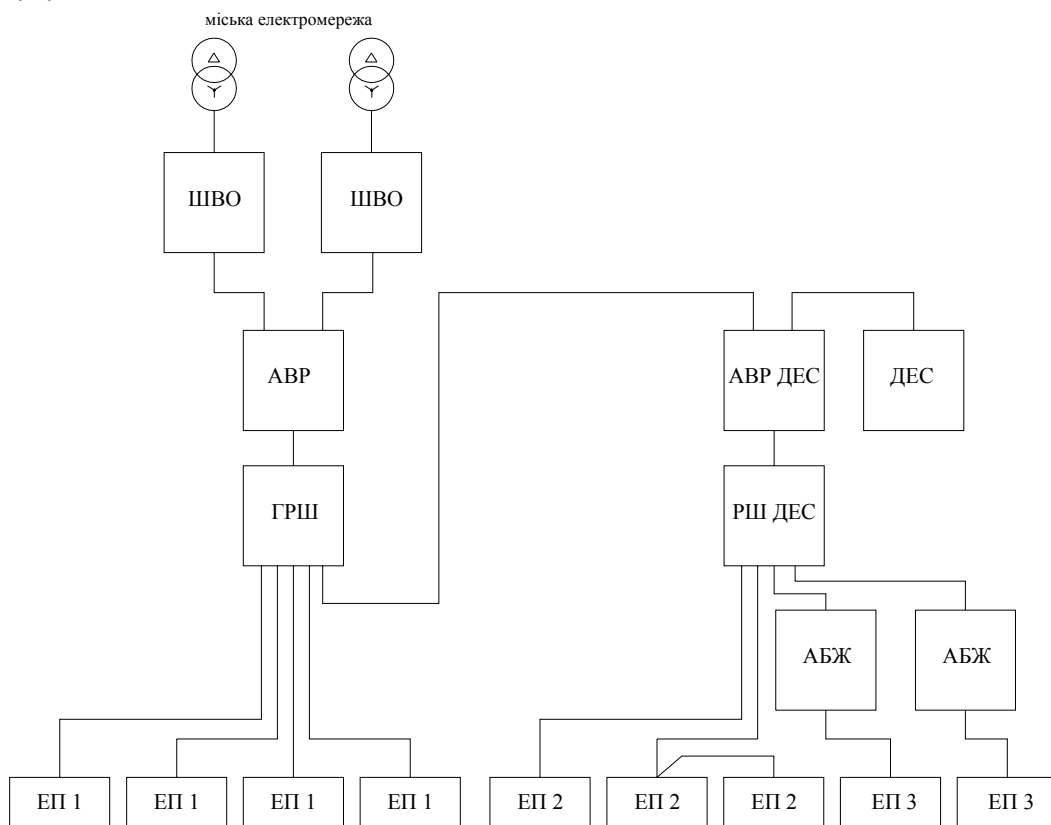 міська електромережа
ШВО ШВО
АВР АВР ДЕС ДЕС
ГРШ РШ ДЕС
АБЖ АБЖ
ЕП 1 ЕП 1 ЕП 1 ЕП 1 ЕП 2 ЕП 2 ЕП 2 ЕП 3 ЕП 3